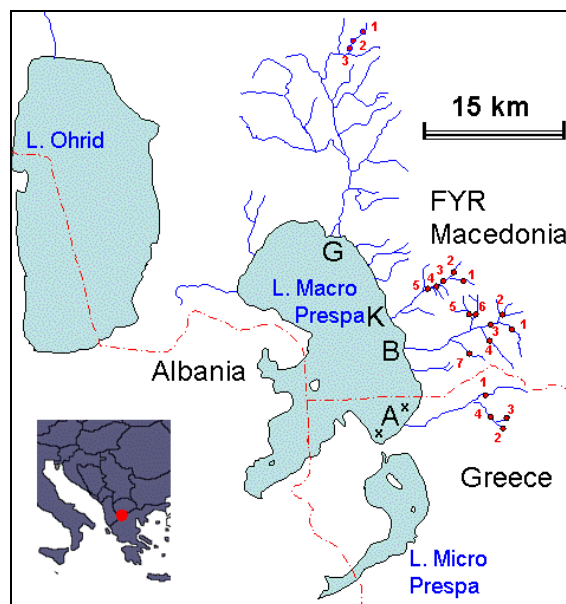 1
2
3
15 km
L. Ohrid
FYR
Macedonia
G
2
3
1
4
5
L. Macro
Prespa
K
5
6
2
3
1
B
4
7
Albania
1
A
x
x
4
3
2
Greece
L. Micro
Prespa